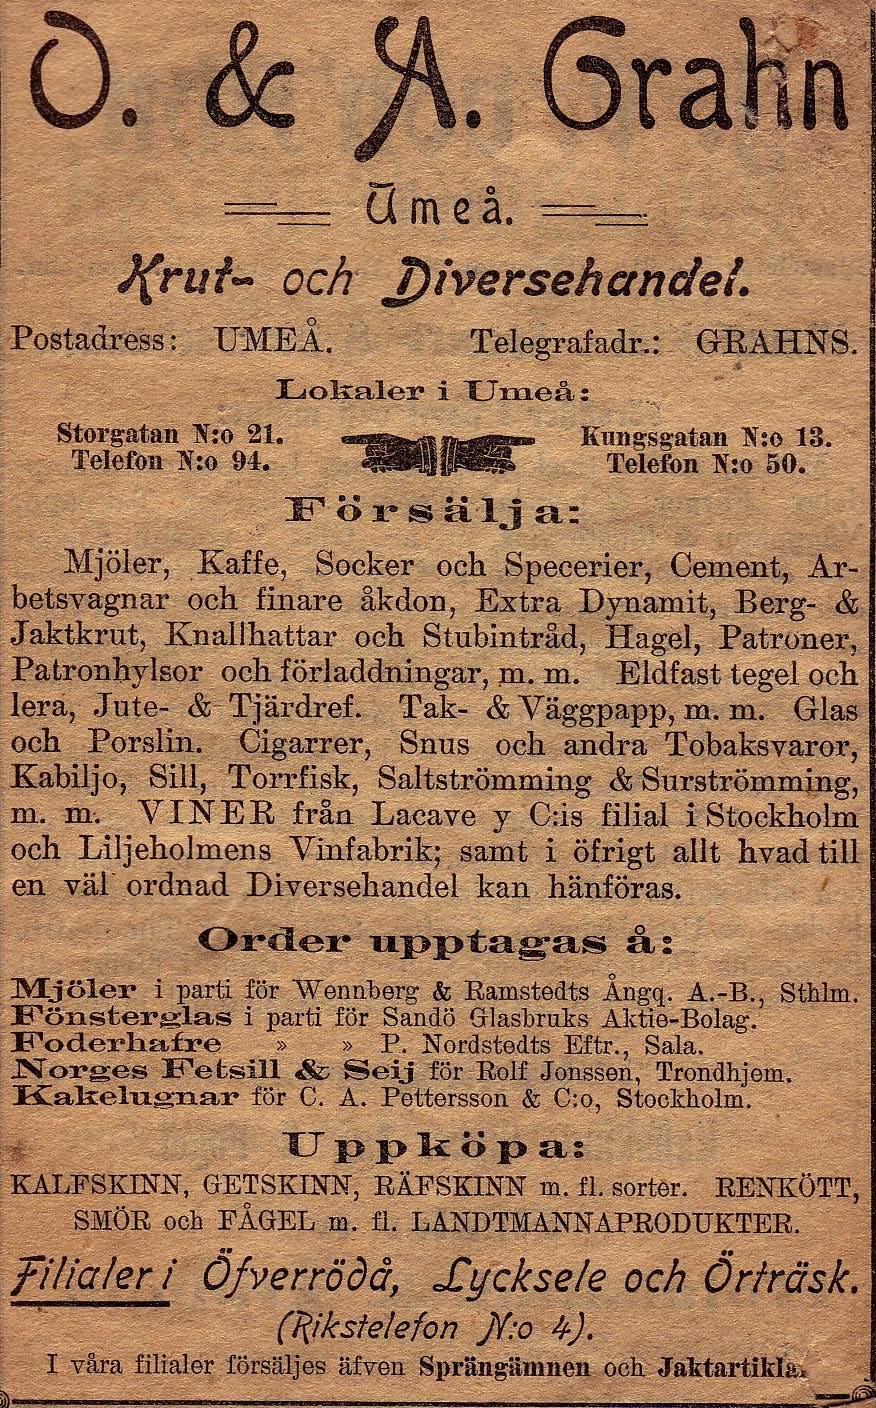 O. & A. Grahn
Umeå.
Krut- och Diversehandel.
Postadress: UMEÅ. Telegrafadr.: GRAHNS.
Lokaler i Umeå:
Storgatan N:o 21. Kungsgatan N:o 13.
Telefon N:o 94. Telefon N:o 50.
Försälja:
Mjöler, Kaffe, Socker och Specerier, Cement, Ar-
betsvagnar och finare åkdon, Extra Dynamit, Berg- &
Jaktkrut, Knallhattar och Stubintråd, Hagel, Patroner,
Patronhylsor och förladdningar, m. m. Eldfast tegel och
lera, Jute- & Tjärdref. Tak- & Väggpapp, m. m. Glas
och Porslin. Cigarrer, Snus och andra Tobaksvaror,
Kabiljo, Sill, Torrfisk, Saltströmming & Surströmming,
m. m. VINER från Lacave y C:is filial i Stockholm
och Liljeholmens Vinfabrik; samt i öfrigt allt hvad till
en väl ordnad Diversehandel kan hänföras.
Order upptagas å:
Mjöler i parti för Wennberg & Ramstedts Ångq. A.-B., Sthlm.
Fönsterglas i parti för Sandö Glasbruks Aktie-Bolag.
Foderhafre » » P. Nordstedts Eftr., Sala.
Norges Fetsill & Seij för Rolf Jonssen, Trondhjem.
Kakelugnar för C. A. Pettersson & C:o, Stockholm.
Uppköpa:
KALFSKINN, GETSKINN, RÄFSKINN m. fl. sorter. RENKÖTT,
SMÖR och FÅGEL m. fl. LANDTMANNAPRODUKTER.
Filialer i Öfverrödå, Lycksele och Örträsk.
(Rikstelefon N:o 4).
I våra filialer försäljes äfven Sprängämnen och Jaktartikla